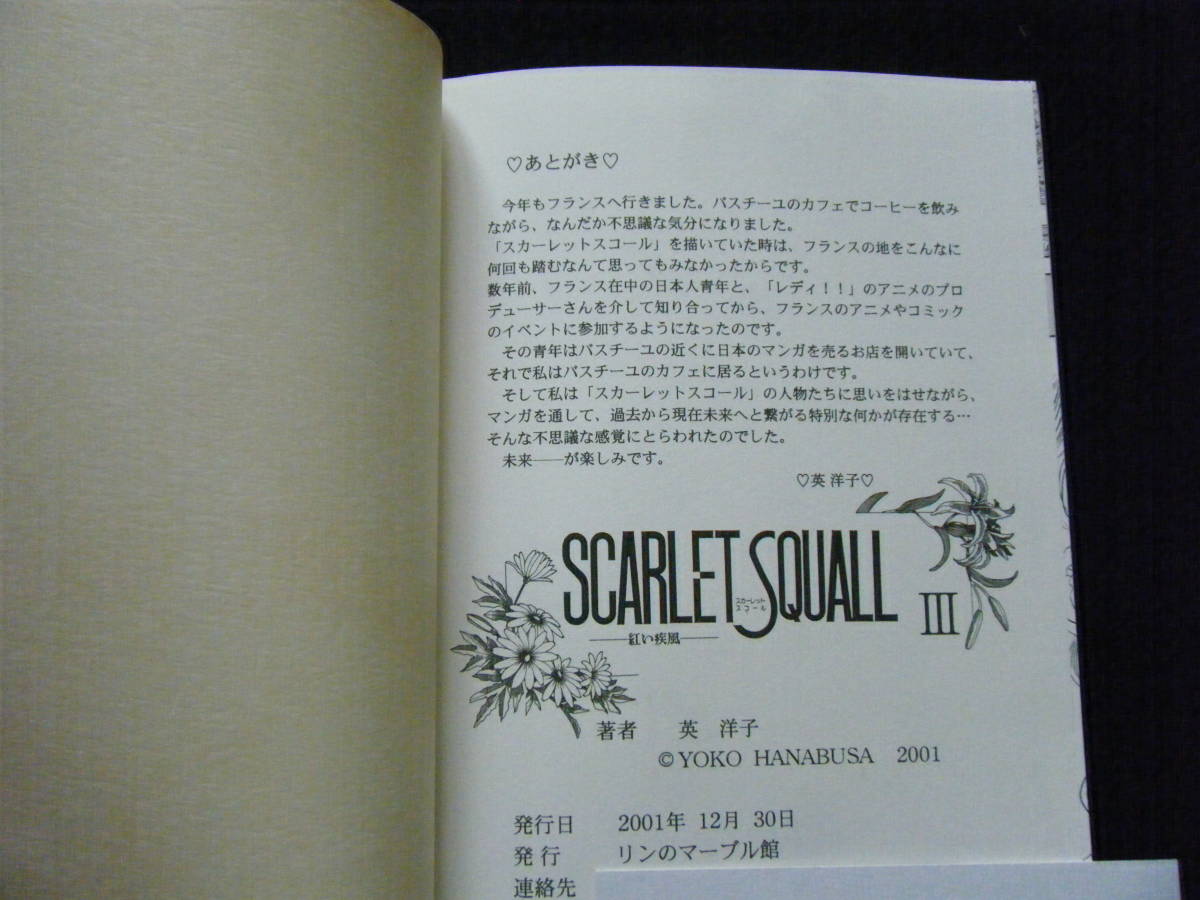 ♡あとがき♡
今年もフランスへ行きました。バスチーユのカフェでコーヒーを飲み
ながら、なんだか不思議な気分になりました。
「スカーレットスコール」を描いていた時は、フランスの地をこんなに
何回も踏むなんて思ってもみなかったからです。
数年前、フランス在中の日本人青年と、「レディ！！」のアニメのプロ
デューサーさんを介して知り合ってから、フランスのアニメやコミック
のイベントに参加するようになったのです。
その青年はバスチーユの近くに日本のマンガを売るお店を開いていて、
それで私はバスチーユのカフェに居るというわけです。
そして私は「スカーレットスコール」の人物たちに思いをはせながら、
マンガを通して、過去から現在未来へと繋がる特別な何かが存在する…
そんな不思議な感覚にとらわれたのでした。
未来――が楽しみです。
♡英 洋子♡
SCARLET SQUALL III
スカーレット
スコール
――紅い疾風――
著者 英 洋子
©YOKO HANABUSA 2001
発行日 2001年 12月 30日
発行 リンのマーブル館
連絡先